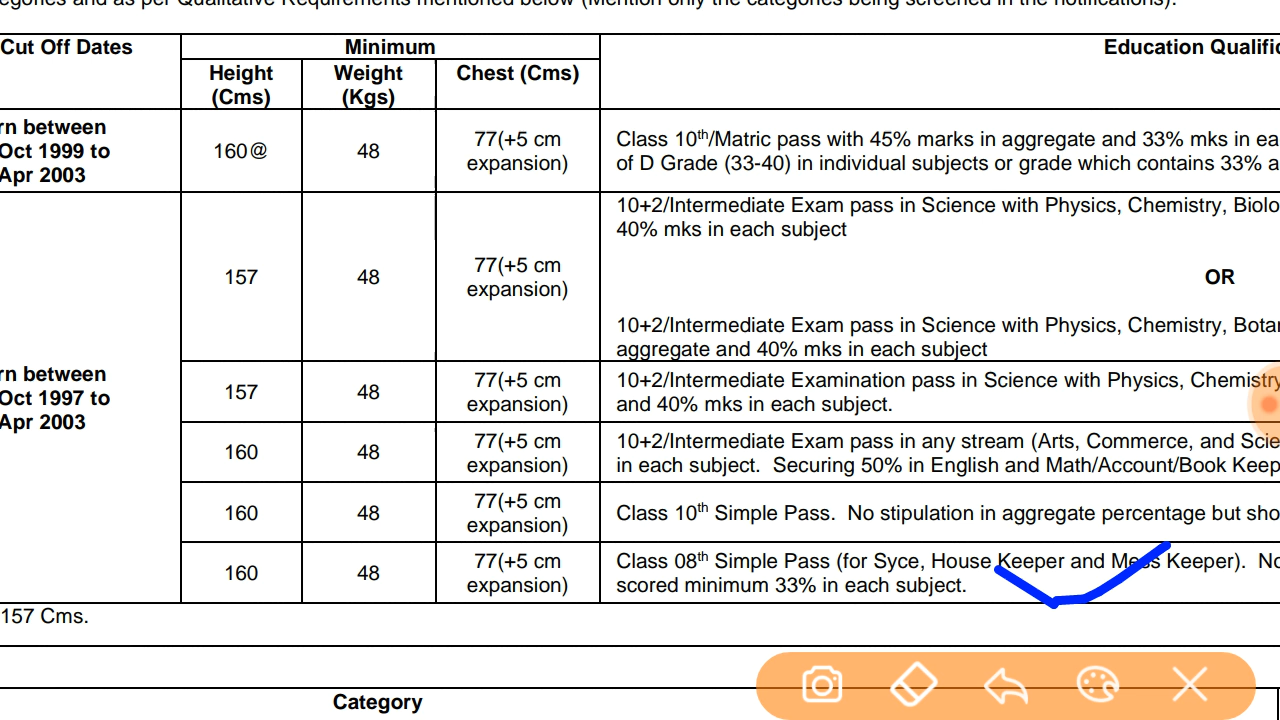 egories and as per Qualitative Requirements mentioned below (Mention only the categories being screened in the notifications).
Cut Off Dates
Minimum
Education Qualific
Height
(Cms)
Weight
(Kgs)
Chest (Cms)
rn between
Oct 1999 to
Apr 2003
160@
48
77(+5 cm
expansion)
Class 10th/Matric pass with 45% marks in aggregate and 33% mks in ea
of D Grade (33-40) in individual subjects or grade which contains 33% a
rn between
Oct 1997 to
Apr 2003
157
48
77(+5 cm
expansion)
10+2/Intermediate Exam pass in Science with Physics, Chemistry, Biolo
40% mks in each subject
OR
10+2/Intermediate Exam pass in Science with Physics, Chemistry, Botan
aggregate and 40% mks in each subject
157
48
77(+5 cm
expansion)
10+2/Intermediate Examination pass in Science with Physics, Chemistry
and 40% mks in each subject.
160
48
77(+5 cm
expansion)
10+2/Intermediate Exam pass in any stream (Arts, Commerce, and Scie
in each subject. Securing 50% in English and Math/Account/Book Keep
160
48
77(+5 cm
expansion)
Class 10th Simple Pass. No stipulation in aggregate percentage but sho
160
48
77(+5 cm
expansion)
Class 08th Simple Pass (for Syce, House Keeper and Mess Keeper). No
scored minimum 33% in each subject.
157 Cms.
Category